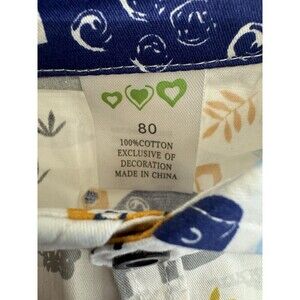 80
100%COTTON
EXCLUSIVE OF
DECORATION
MADE IN CHINA